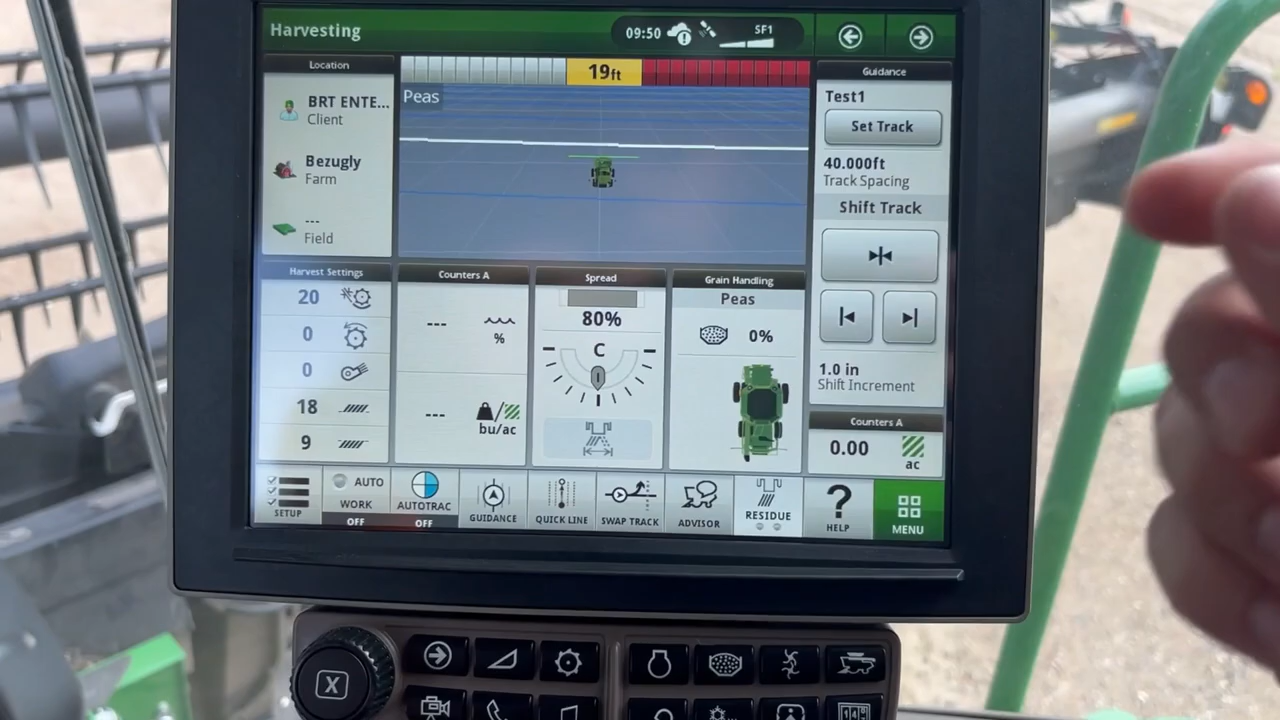 Harvesting
09:50
SF1
Location
BRT ENTE...
Client
Bezugly
Farm
---
Field
19ft
Peas
Guidance
Test1
Set Track
40.000ft
Track Spacing
Shift Track
1.0 in
Shift Increment
Harvest Settings
20
0
0
18
9
Counters A
---
%
---
bu/ac
Spread
80%
C
Grain Handling
Peas
0%
Counters A
0.00
ac
SETUP
AUTO
WORK
OFF
AUTOTRAC
OFF
GUIDANCE
QUICK LINE
SWAP TRACK
ADVISOR
RESIDUE
?
HELP
MENU
X